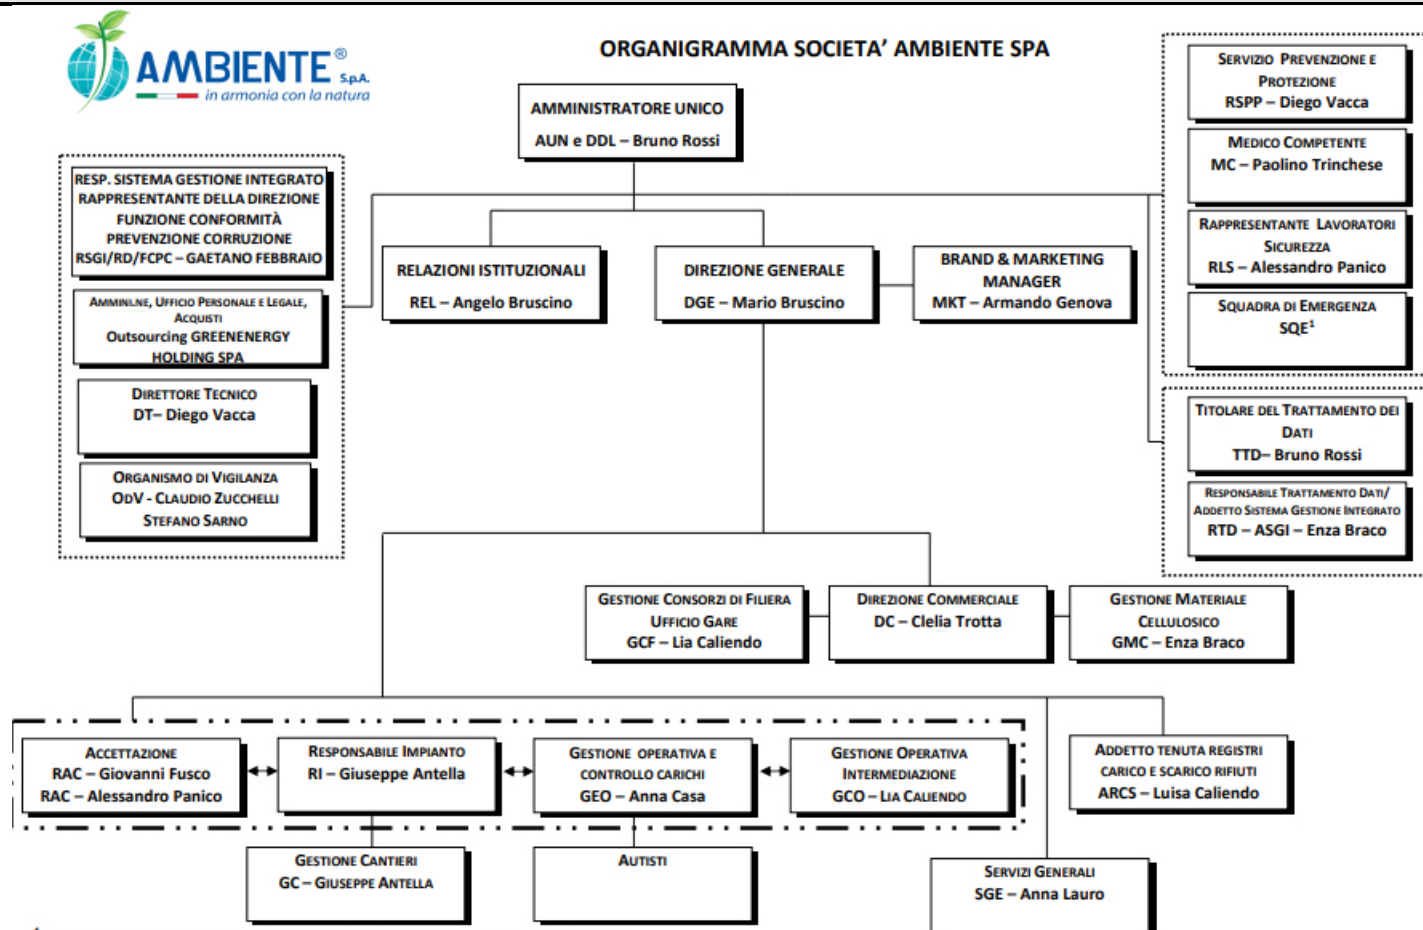 AMBIENTE® S.p.A.
in armonia con la natura
ORGANIGRAMMA SOCIETA' AMBIENTE SPA
AMMINISTRATORE UNICO
AUN e DDL – Bruno Rossi
SERVIZIO PREVENZIONE E
PROTEZIONE
RSPP – Diego Vacca
MEDICO COMPETENTE
MC – Paolino Trinchese
RAPPRESENTANTE LAVORATORI
SICUREZZA
RLS – Alessandro Panico
SQUADRA DI EMERGENZA
SQE¹
RESP. SISTEMA GESTIONE INTEGRATO
RAPPRESENTANTE DELLA DIREZIONE
FUNZIONE CONFORMITÀ
PREVENZIONE CORRUZIONE
RSGI/RD/FCPC – GAETANO FEBBRAIO
AMMINI.NE, UFFICIO PERSONALE E LEGALE,
ACQUISTI
Outsourcing GREENENERGY
HOLDING SPA
DIRETTORE TECNICO
DT– Diego Vacca
ORGANISMO DI VIGILANZA
ODV - CLAUDIO ZUCCHELLI
STEFANO SARNO
RELAZIONI ISTITUZIONALI
REL – Angelo Bruscino
DIREZIONE GENERALE
DGE – Mario Bruscino
BRAND & MARKETING
MANAGER
MKT – Armando Genova
TITOLARE DEL TRATTAMENTO DEI
DATI
TTD– Bruno Rossi
RESPONSABILE TRATTAMENTO DATI/
ADDETTO SISTEMA GESTIONE INTEGRATO
RTD – ASGI – Enza Braco
GESTIONE CONSORZI DI FILIERA
UFFICIO GARE
GCF – Lia Caliendo
DIREZIONE COMMERCIALE
DC – Clelia Trotta
GESTIONE MATERIALE
CELLULOSICO
GMC – Enza Braco
ACCETTAZIONE
RAC – Giovanni Fusco
RAC – Alessandro Panico
RESPONSABILE IMPIANTO
RI – Giuseppe Antella
GESTIONE OPERATIVA E
CONTROLLO CARICHI
GEO – Anna Casa
GESTIONE OPERATIVA
INTERMEDIAZIONE
GCO – LIA CALIENDO
ADDETTO TENUTA REGISTRI
CARICO E SCARICO RIFIUTI
ARCS – Luisa Caliendo
GESTIONE CANTIERI
GC – GIUSEPPE ANTELLA
AUTISTI
SERVIZI GENERALI
SGE – Anna Lauro